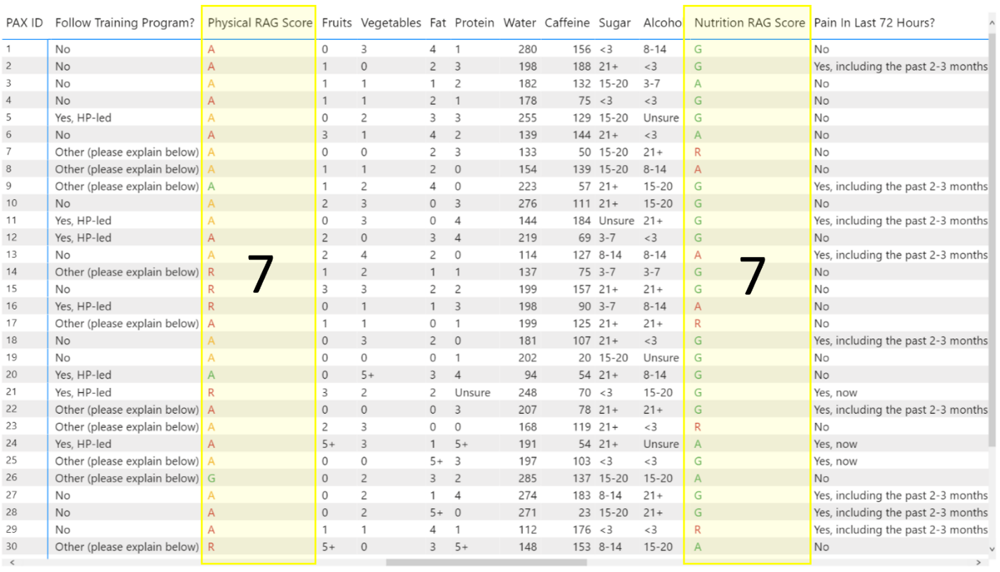 PAX ID Follow Training Program? Physical RAG Score Fruits Vegetables Fat Protein Water Caffeine Sugar Alcoho Nutrition RAG Score Pain In Last 72 Hours?
1 No A 0 3 4 1 280 156 <3 8-14 G No
2 No A 1 0 2 3 198 188 21+ <3 G Yes, including the past 2-3 months
3 No A 1 1 1 2 182 132 15-20 3-7 A No
4 No A 1 1 2 1 178 75 <3 <3 G No
5 Yes, HP-led A 0 2 3 3 255 129 15-20 Unsure G No
6 No A 3 1 4 2 139 144 21+ <3 A No
7 Other (please explain below) A 0 0 2 3 133 50 15-20 21+ R No
8 Other (please explain below) A 1 1 2 0 154 139 15-20 8-14 A No
9 Other (please explain below) A 1 2 4 0 223 57 21+ 15-20 G Yes, including the past 2-3 months
10 No A 2 3 0 3 276 111 21+ 15-20 G No
11 Yes, HP-led A 0 3 0 4 144 184 Unsure 21+ G Yes, including the past 2-3 months
12 Yes, HP-led A 2 0 3 4 219 69 3-7 <3 G No
13 No A 2 4 2 0 114 127 8-14 8-14 A Yes, including the past 2-3 months
14 Other (please explain below) R 7 1 2 1 1 137 75 3-7 3-7 G 7 No
15 No R 3 3 2 2 199 157 21+ 21+ G No
16 Yes, HP-led R 0 1 1 3 198 90 3-7 8-14 A No
17 Other (please explain below) A 1 1 0 1 199 125 21+ 21+ R No
18 No A 0 3 2 0 181 107 21+ <3 G Yes, including the past 2-3 months
19 No A 0 0 0 1 202 20 15-20 Unsure G No
20 Yes, HP-led A 0 5+ 3 4 94 54 21+ 8-14 G No
21 Yes, HP-led R 3 2 2 Unsure 248 70 <3 15-20 G Yes, now
22 Other (please explain below) A 0 0 0 3 207 78 21+ 21+ G Yes, including the past 2-3 months
23 Other (please explain below) A 2 3 0 0 168 119 21+ <3 R No
24 Yes, HP-led A 5+ 3 1 5+ 191 54 21+ Unsure A Yes, now
25 Other (please explain below) A 0 0 5+ 3 197 103 <3 <3 G Yes, now
26 Other (please explain below) G 0 2 3 2 285 137 15-20 15-20 A No
27 No A 0 2 1 4 274 183 8-14 21+ G Yes, including the past 2-3 months
28 No A 0 2 5+ 0 271 23 15-20 21+ G Yes, including the past 2-3 months
29 No A 1 1 4 1 112 176 <3 <3 R Yes, including the past 2-3 months
30 Other (please explain below) R 5+ 0 3 5+ 148 153 8-14 15-20 A No